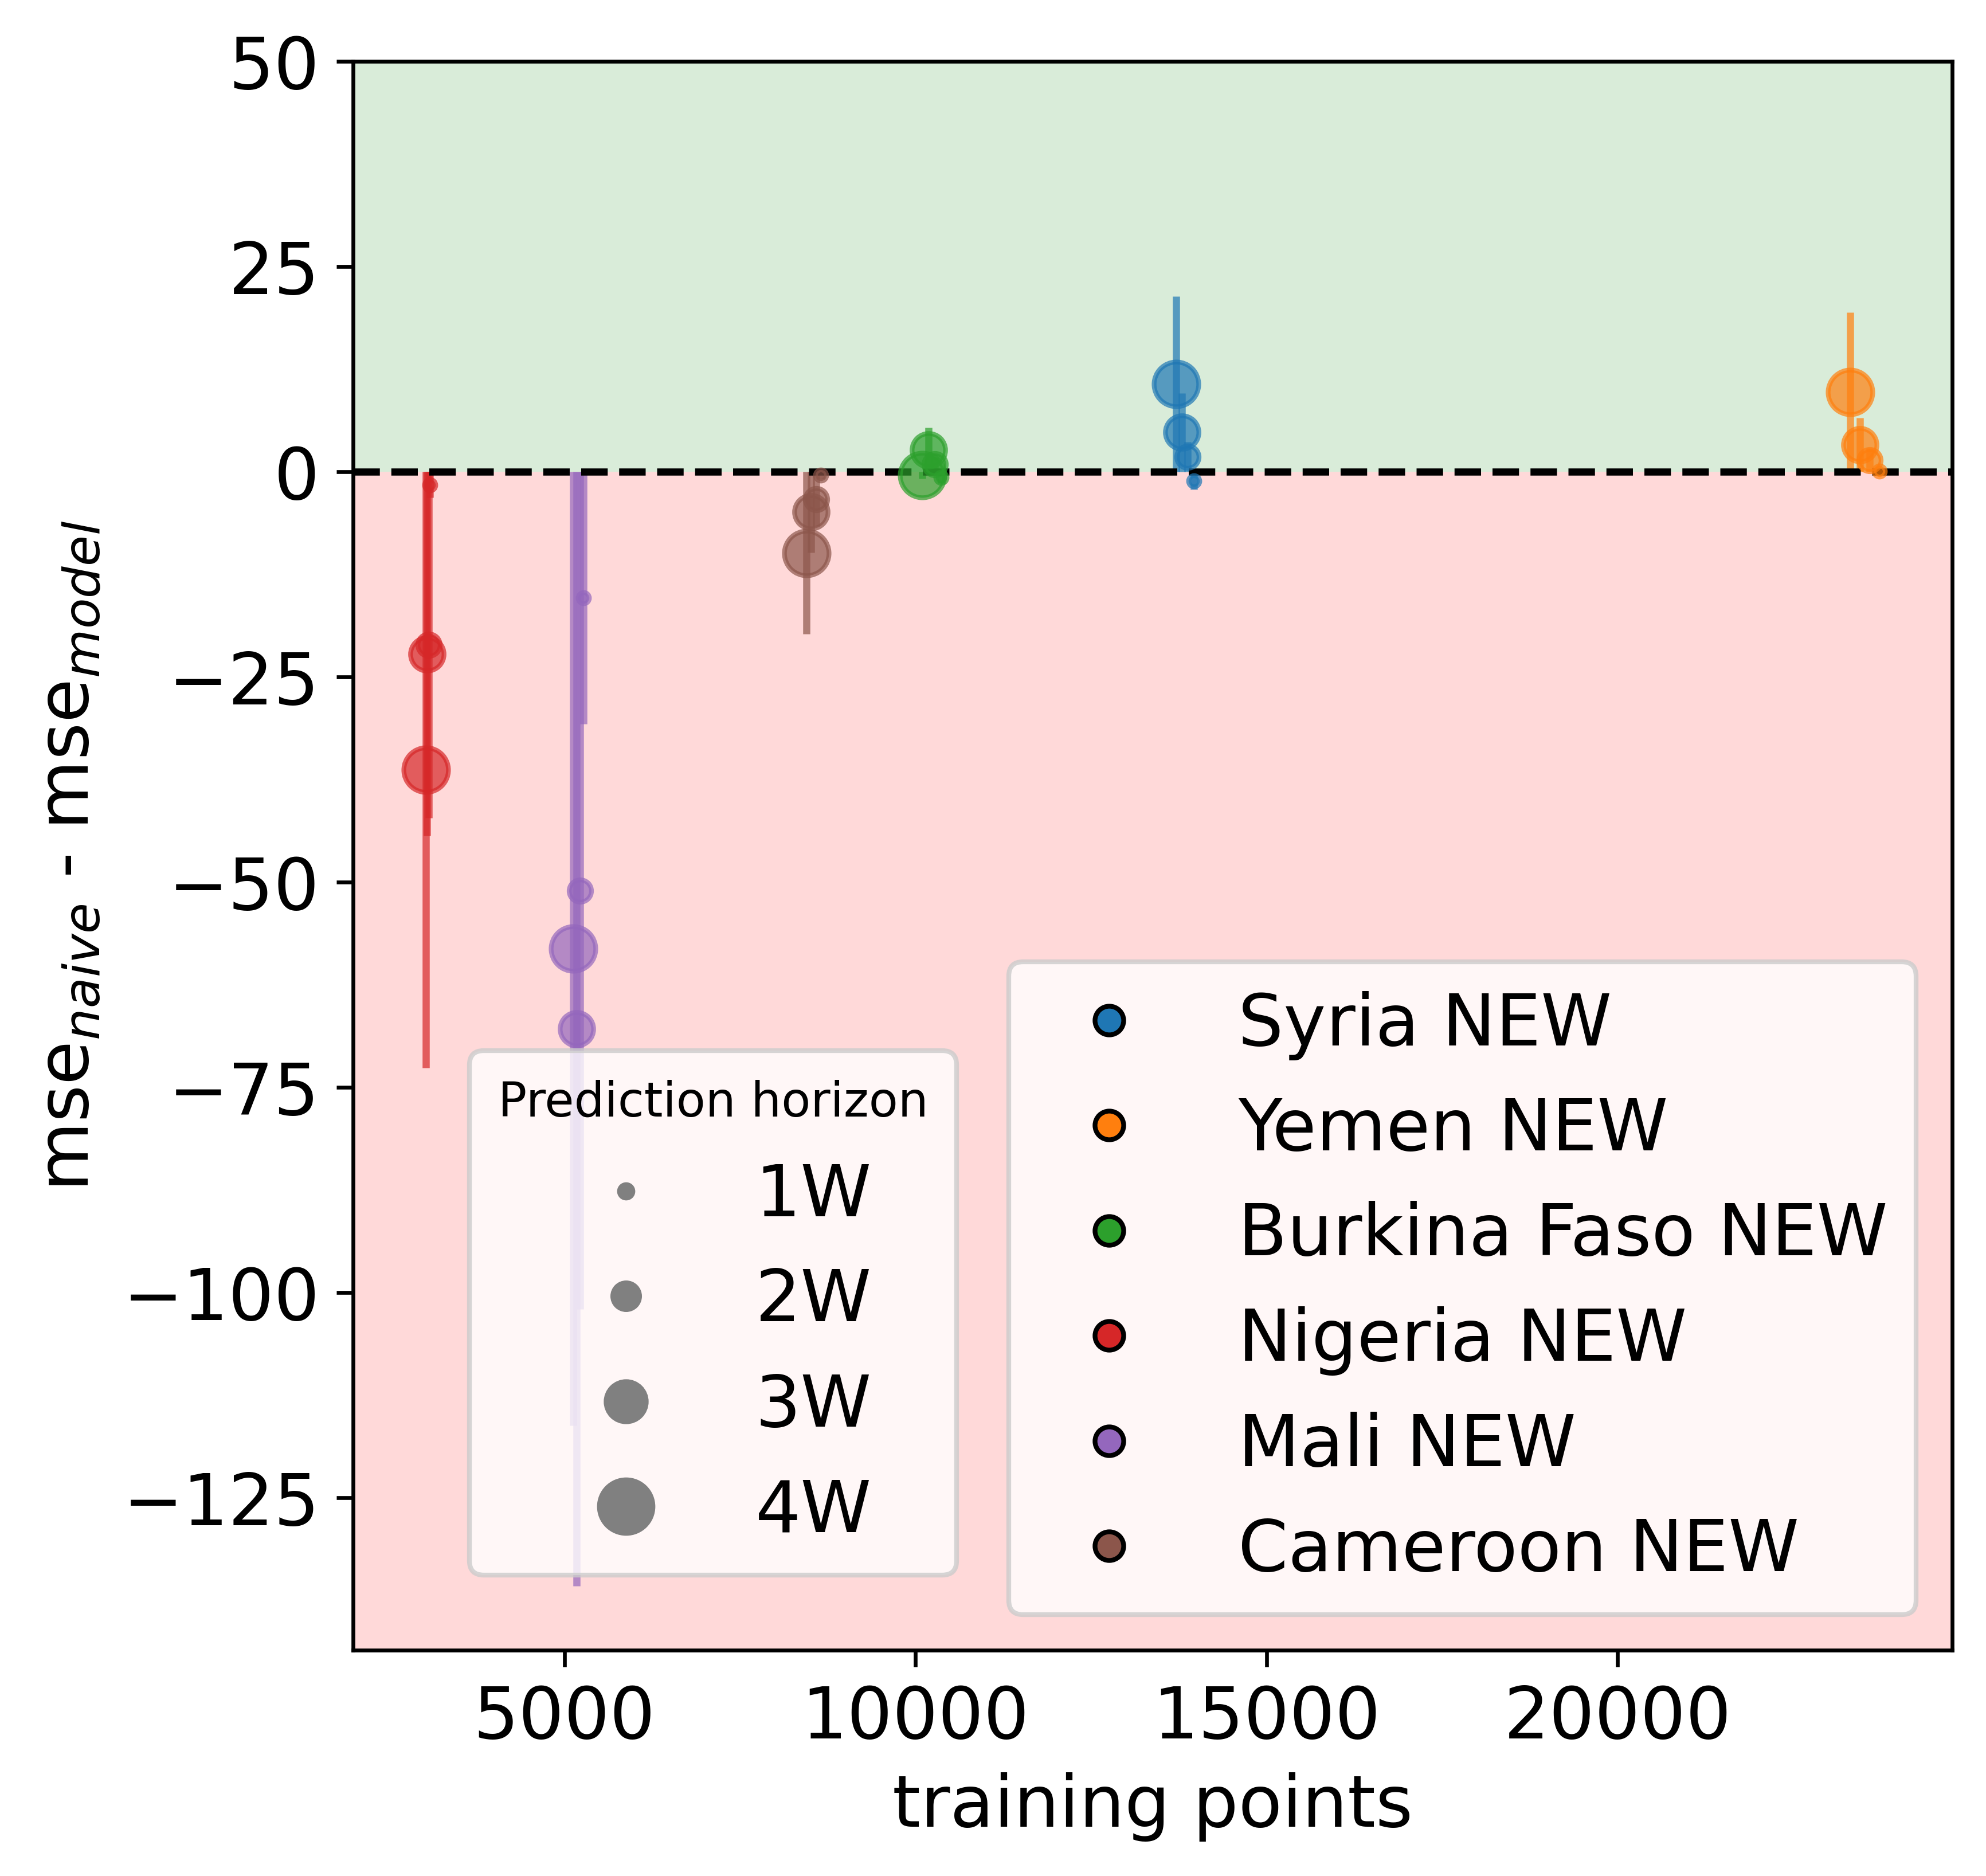 50
25
0
−25
−50
−75
−100
−125
mse_naive - mse_model
Prediction horizon
1W
2W
3W
4W
Syria NEW
Yemen NEW
Burkina Faso NEW
Nigeria NEW
Mali NEW
Cameroon NEW
5000 10000 15000 20000
training points